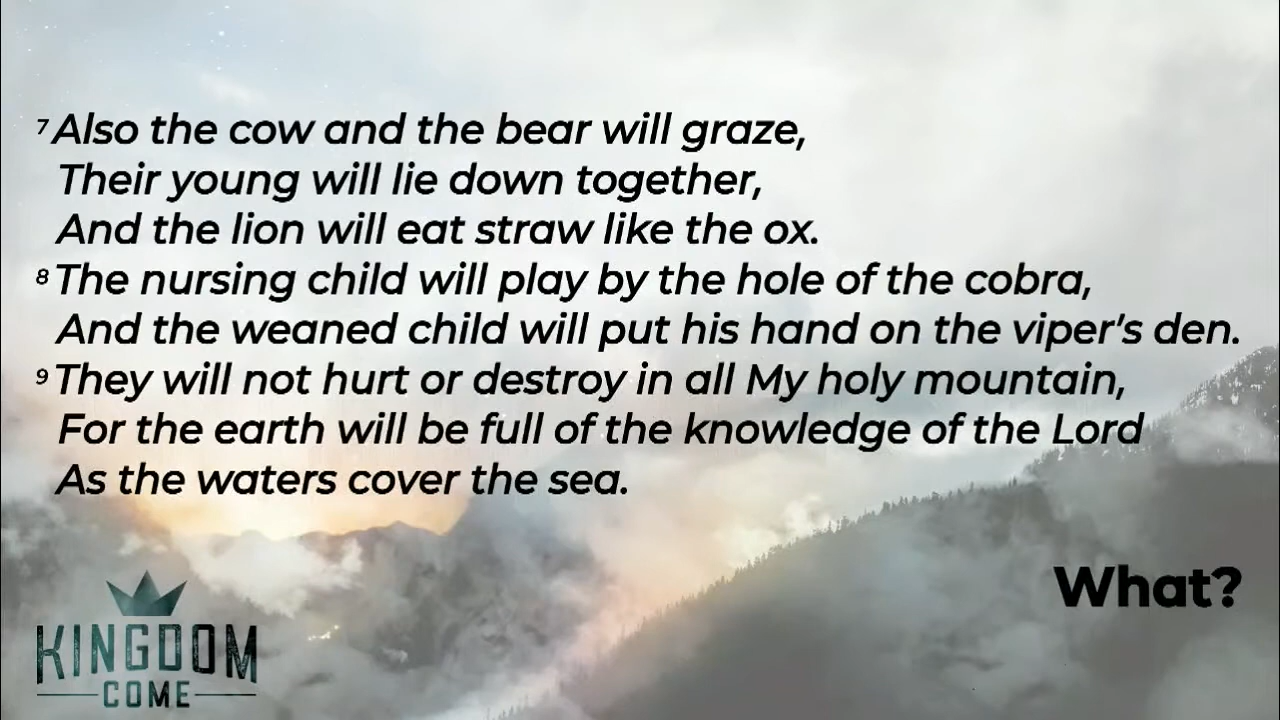 7 Also the cow and the bear will graze,
Their young will lie down together,
And the lion will eat straw like the ox.
8 The nursing child will play by the hole of the cobra,
And the weaned child will put his hand on the viper’s den.
9 They will not hurt or destroy in all My holy mountain,
For the earth will be full of the knowledge of the Lord
As the waters cover the sea.
What?
KINGDOM
COME